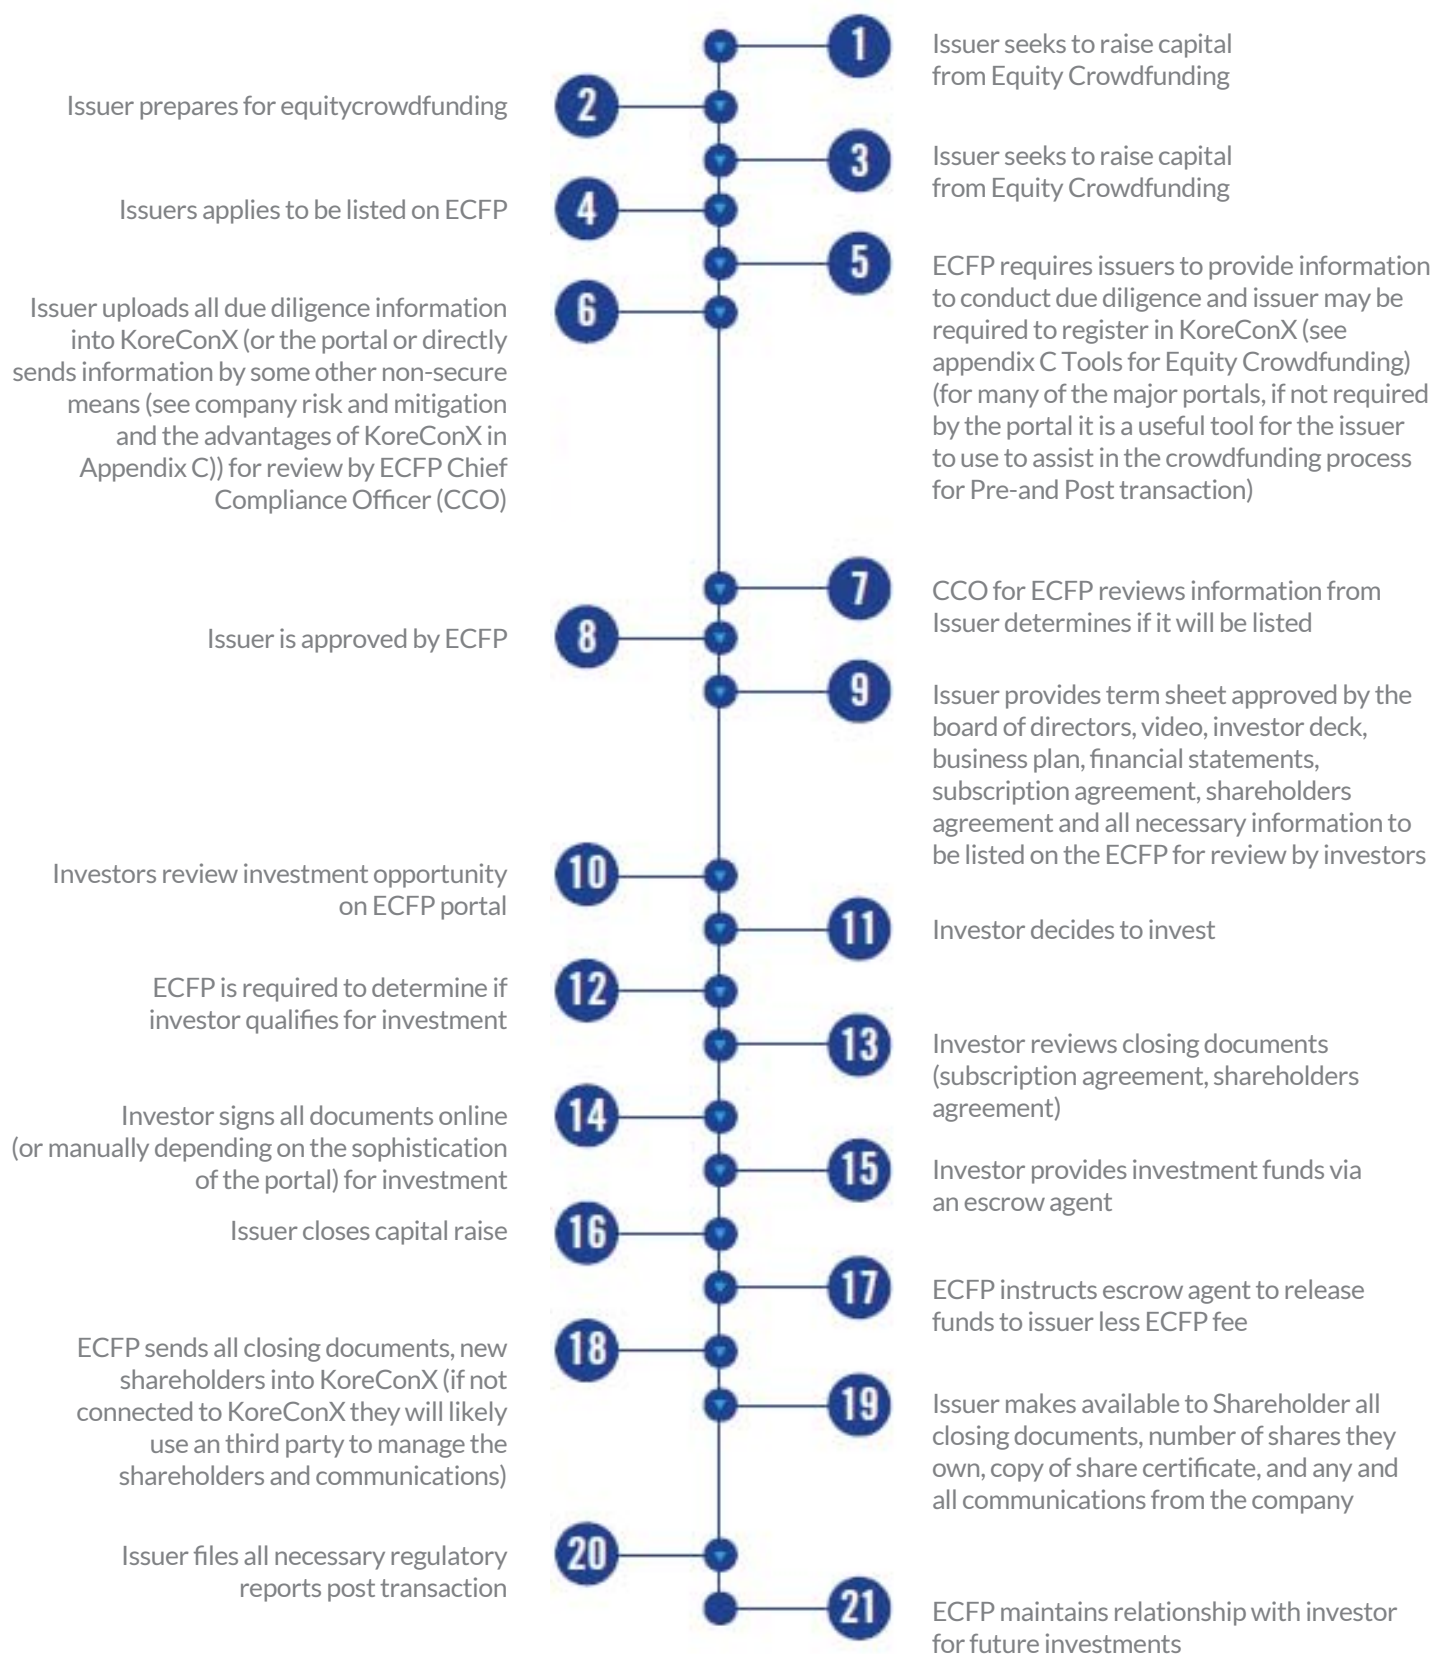 1
Issuer seeks to raise capital
from Equity Crowdfunding
2
Issuer prepares for equitycrowdfunding
3
Issuer seeks to raise capital
from Equity Crowdfunding
4
Issuers applies to be listed on ECFP
5
ECFP requires issuers to provide information
to conduct due diligence and issuer may be
required to register in KoreConX (see
appendix C Tools for Equity Crowdfunding)
(for many of the major portals, if not required
by the portal it is a useful tool for the issuer
to use to assist in the crowdfunding process
for Pre-and Post transaction)
6
Issuer uploads all due diligence information
into KoreConX (or the portal or directly
sends information by some other non-secure
means (see company risk and mitigation
and the advantages of KoreConX in
Appendix C)) for review by ECFP Chief
Compliance Officer (CCO)
7
CCO for ECFP reviews information from
Issuer determines if it will be listed
8
Issuer is approved by ECFP
9
Issuer provides term sheet approved by the
board of directors, video, investor deck,
business plan, financial statements,
subscription agreement, shareholders
agreement and all necessary information to
be listed on the ECFP for review by investors
10
Investors review investment opportunity
on ECFP portal
11
Investor decides to invest
12
ECFP is required to determine if
investor qualifies for investment
13
Investor reviews closing documents
(subscription agreement, shareholders
agreement)
14
Investor signs all documents online
(or manually depending on the sophistication
of the portal) for investment
15
Investor provides investment funds via
an escrow agent
16
Issuer closes capital raise
17
ECFP instructs escrow agent to release
funds to issuer less ECFP fee
18
ECFP sends all closing documents, new
shareholders into KoreConX (if not
connected to KoreConX they will likely
use an third party to manage the
shareholders and communications)
19
Issuer makes available to Shareholder all
closing documents, number of shares they
own, copy of share certificate, and any and
all communications from the company
20
Issuer files all necessary regulatory
reports post transaction
21
ECFP maintains relationship with investor
for future investments